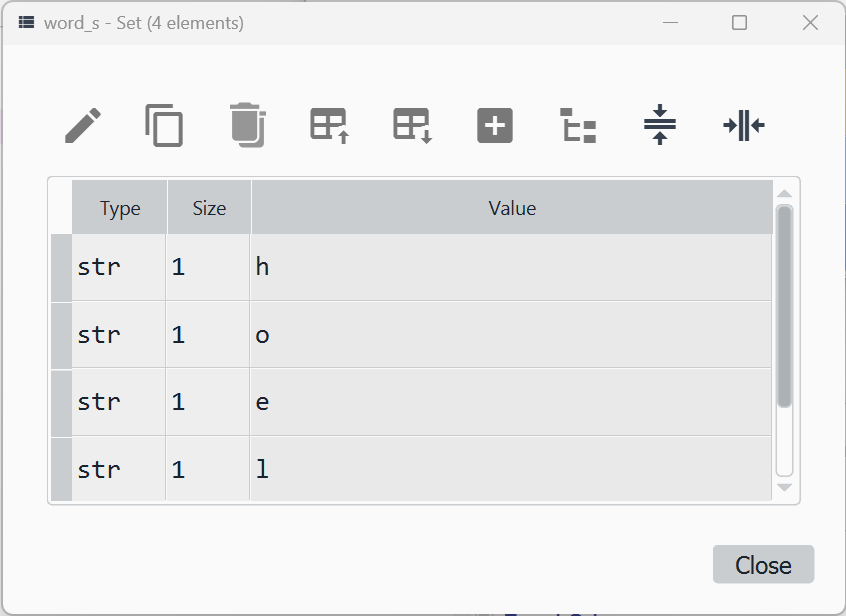 word_s - Set (4 elements)
Type Size Value
str 1 h
str 1 o
str 1 e
str 1 l
Close